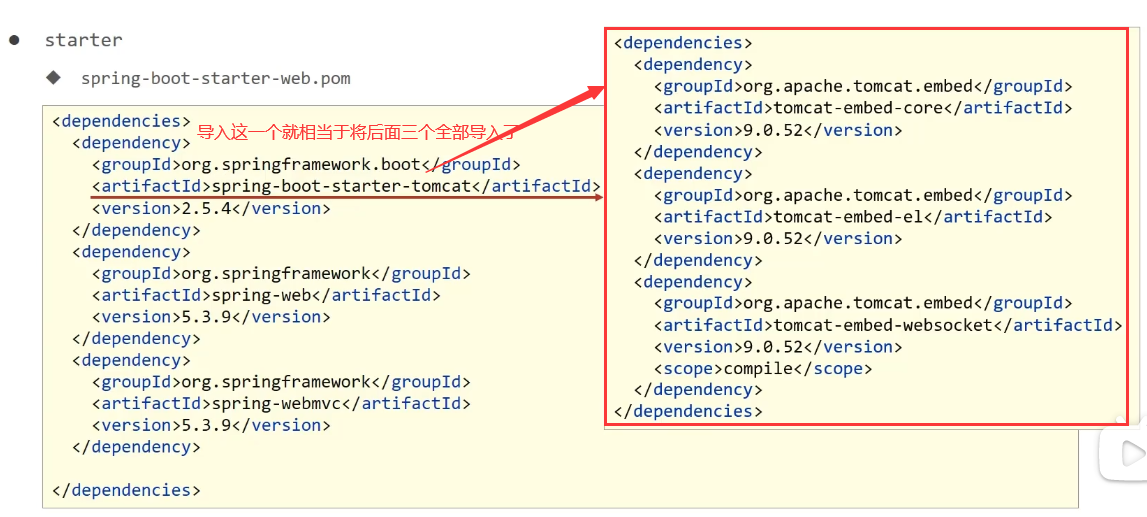 starter
spring-boot-starter-web.pom
<dependencies>
导入这一个就相当于将后面三个全部导入了
<dependency>
<groupId>org.springframework.boot</groupId>
<artifactId>spring-boot-starter-tomcat</artifactId>
<version>2.5.4</version>
</dependency>
<dependency>
<groupId>org.springframework</groupId>
<artifactId>spring-web</artifactId>
<version>5.3.9</version>
</dependency>
<dependency>
<groupId>org.springframework</groupId>
<artifactId>spring-webmvc</artifactId>
<version>5.3.9</version>
</dependency>
</dependencies>
<dependencies>
<dependency>
<groupId>org.apache.tomcat.embed</groupId>
<artifactId>tomcat-embed-core</artifactId>
<version>9.0.52</version>
</dependency>
<dependency>
<groupId>org.apache.tomcat.embed</groupId>
<artifactId>tomcat-embed-el</artifactId>
<version>9.0.52</version>
</dependency>
<dependency>
<groupId>org.apache.tomcat.embed</groupId>
<artifactId>tomcat-embed-websocket</artifactId>
<version>9.0.52</version>
<scope>compile</scope>
</dependency>
</dependencies>